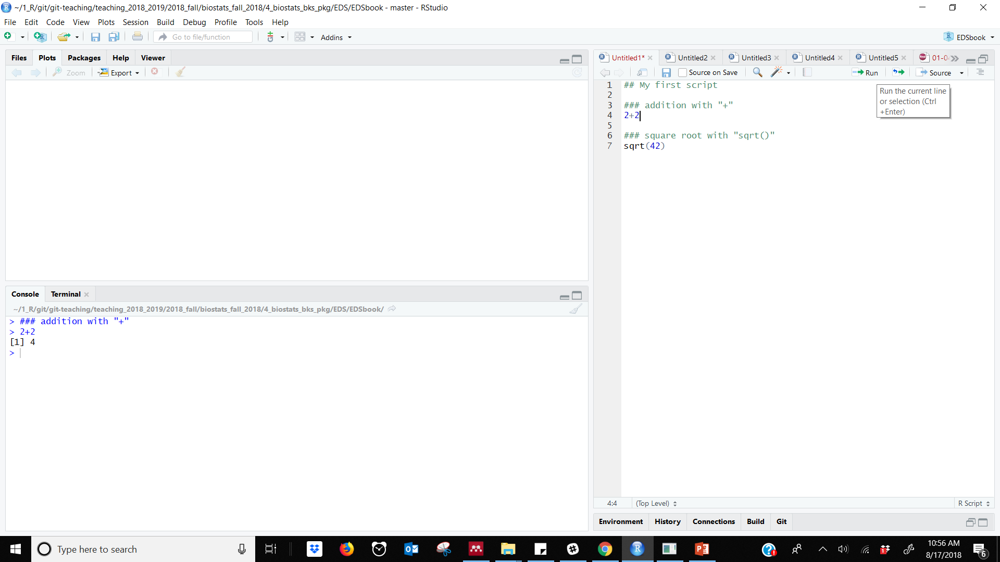 ~/1_R/git/git-teaching/teaching_2018_2019/2018_fall/biostats_fall_2018/4_biostats_bks_pkg/EDS/EDSbook - master - RStudio
File Edit Code View Plots Session Build Debug Profile Tools Help
Go to file/function Addins EDSbook
Files Plots Packages Help Viewer
Zoom Export
Console Terminal
~/1_R/git/git-teaching/teaching_2018_2019/2018_fall/biostats_fall_2018/4_biostats_bks_pkg/EDS/EDSbook/
> ### addition with "+"
> 2+2
[1] 4
>
Untitled1* Untitled2 Untitled3 Untitled4 Untitled5 01-0
Source on Save Run Source
1 ## My first script
2
3 ### addition with "+"
4 2+2
5
6 ### square root with "sqrt()"
7 sqrt(42)
Run the current line
or selection (Ctrl
+Enter)
4:4 (Top Level) R Script
Environment History Connections Build Git
Type here to search
10:56 AM
8/17/2018
6